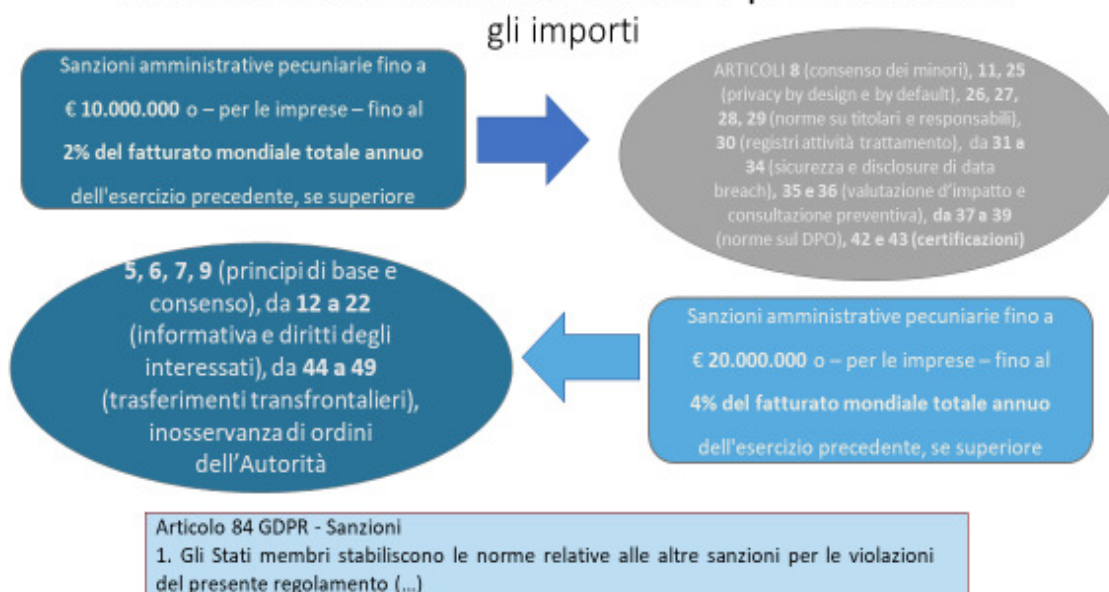 gli importi
Sanzioni amministrative pecuniarie fino a
€ 10.000.000 o – per le imprese – fino al
2% del fatturato mondiale totale annuo
dell'esercizio precedente, se superiore
ARTICOLI 8 (consenso dei minori), 11, 25
(privacy by design e by default), 26, 27,
28, 29 (norme su titolari e responsabili),
30 (registri attività trattamento), da 31 a
34 (sicurezza e disclosure di data
breach), 35 e 36 (valutazione d'impatto e
consultazione preventiva), da 37 a 39
(norme sul DPO), 42 e 43 (certificazioni)
5, 6, 7, 9 (principi di base e
consenso), da 12 a 22
(informativa e diritti degli
interessati), da 44 a 49
(trasferimenti transfrontalieri),
inosservanza di ordini
dell'Autorità
Sanzioni amministrative pecuniarie fino a
€ 20.000.000 o – per le imprese – fino al
4% del fatturato mondiale totale annuo
dell'esercizio precedente, se superiore
Articolo 84 GDPR - Sanzioni
1. Gli Stati membri stabiliscono le norme relative alle altre sanzioni per le violazioni
del presente regolamento (...)